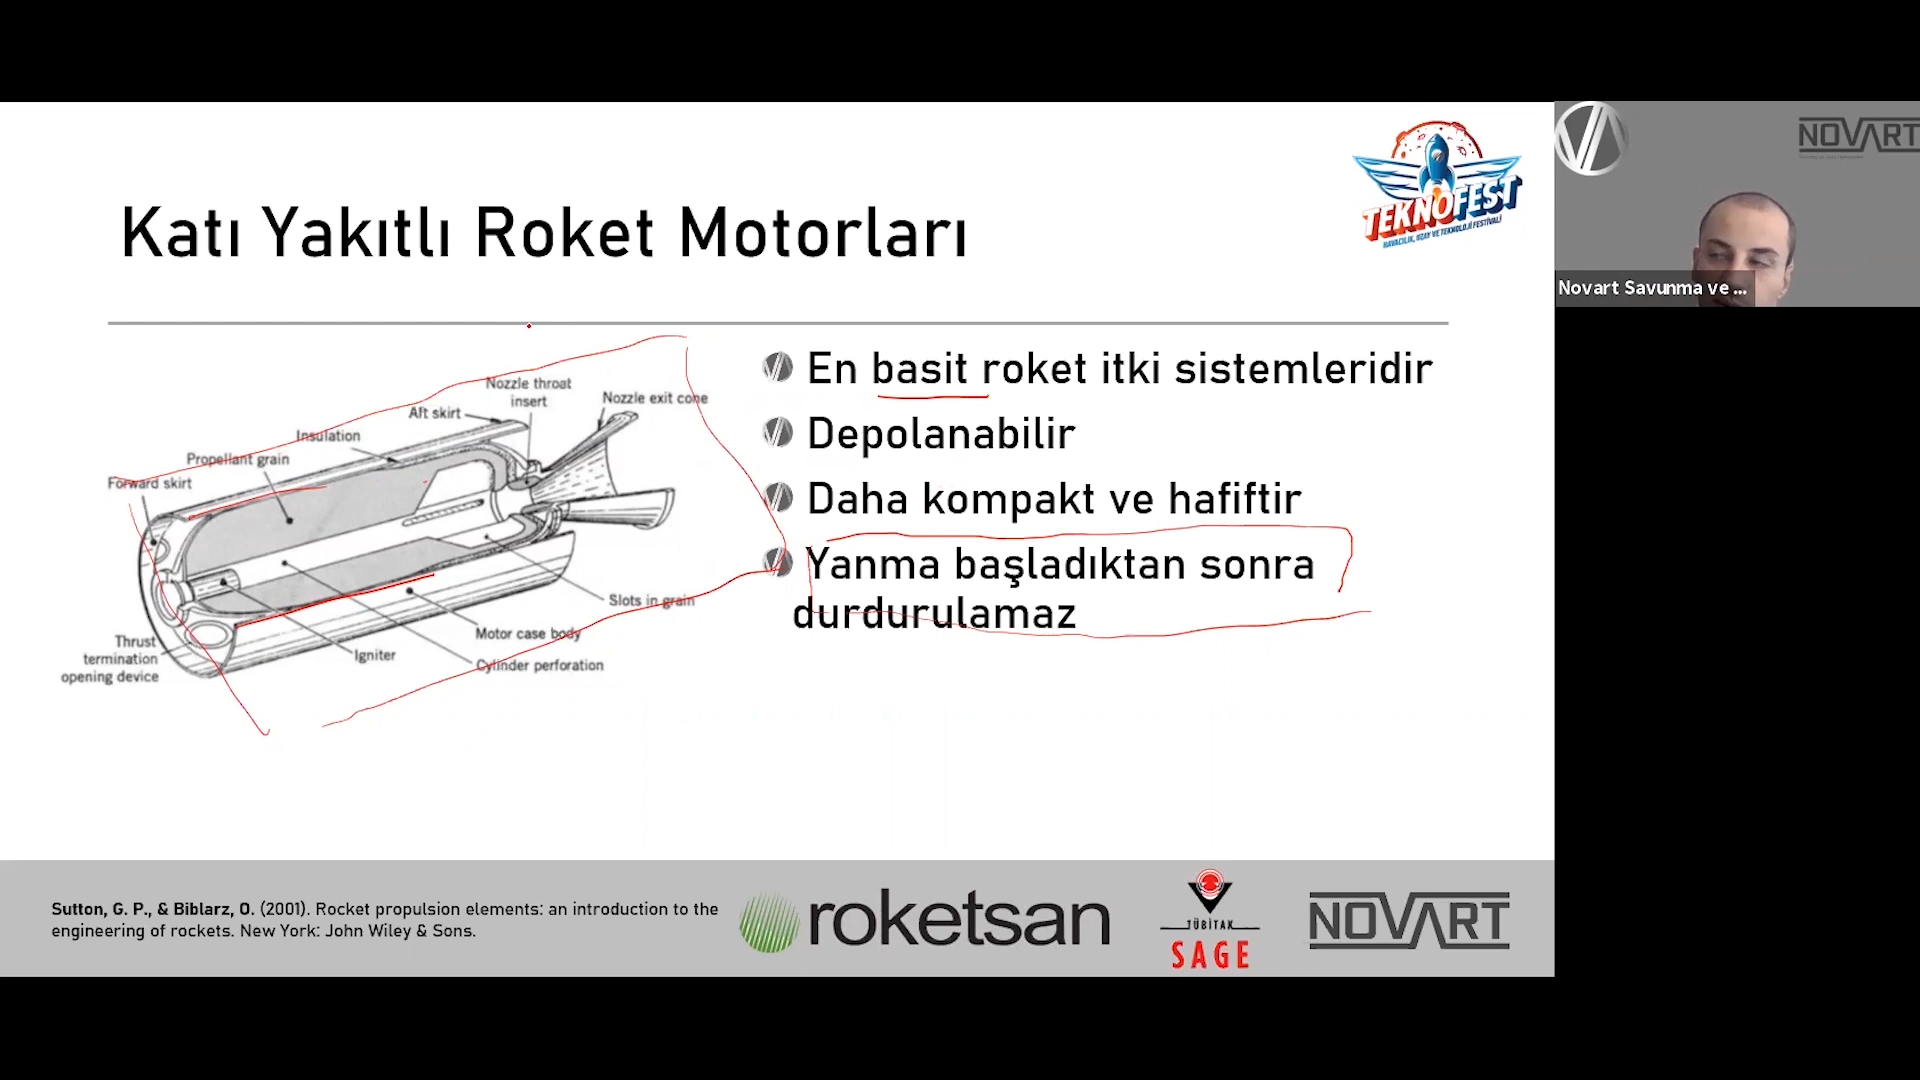 TEKNOFEST
HAVACILIK, UZAY VE TEKNOLOJİ FESTİVALİ
NOVART
Novart Savunma ve ...
Katı Yakıtlı Roket Motorları
Nozzle throat
insert
Nozzle exit cone
Aft skirt
Insulation
Propellant grain
Forward skirt
Slots in grain
Motor case body
Thrust
termination
opening device
Igniter
Cylinder perforation
En basit roket itki sistemleridir
Depolanabilir
Daha kompakt ve hafiftir
Yanma başladıktan sonra
durdurulamaz
Sutton, G. P., & Biblarz, O. (2001). Rocket propulsion elements: an introduction to the
engineering of rockets. New York: John Wiley & Sons.
roketsan
TÜBİTAK
SAGE
NOVART